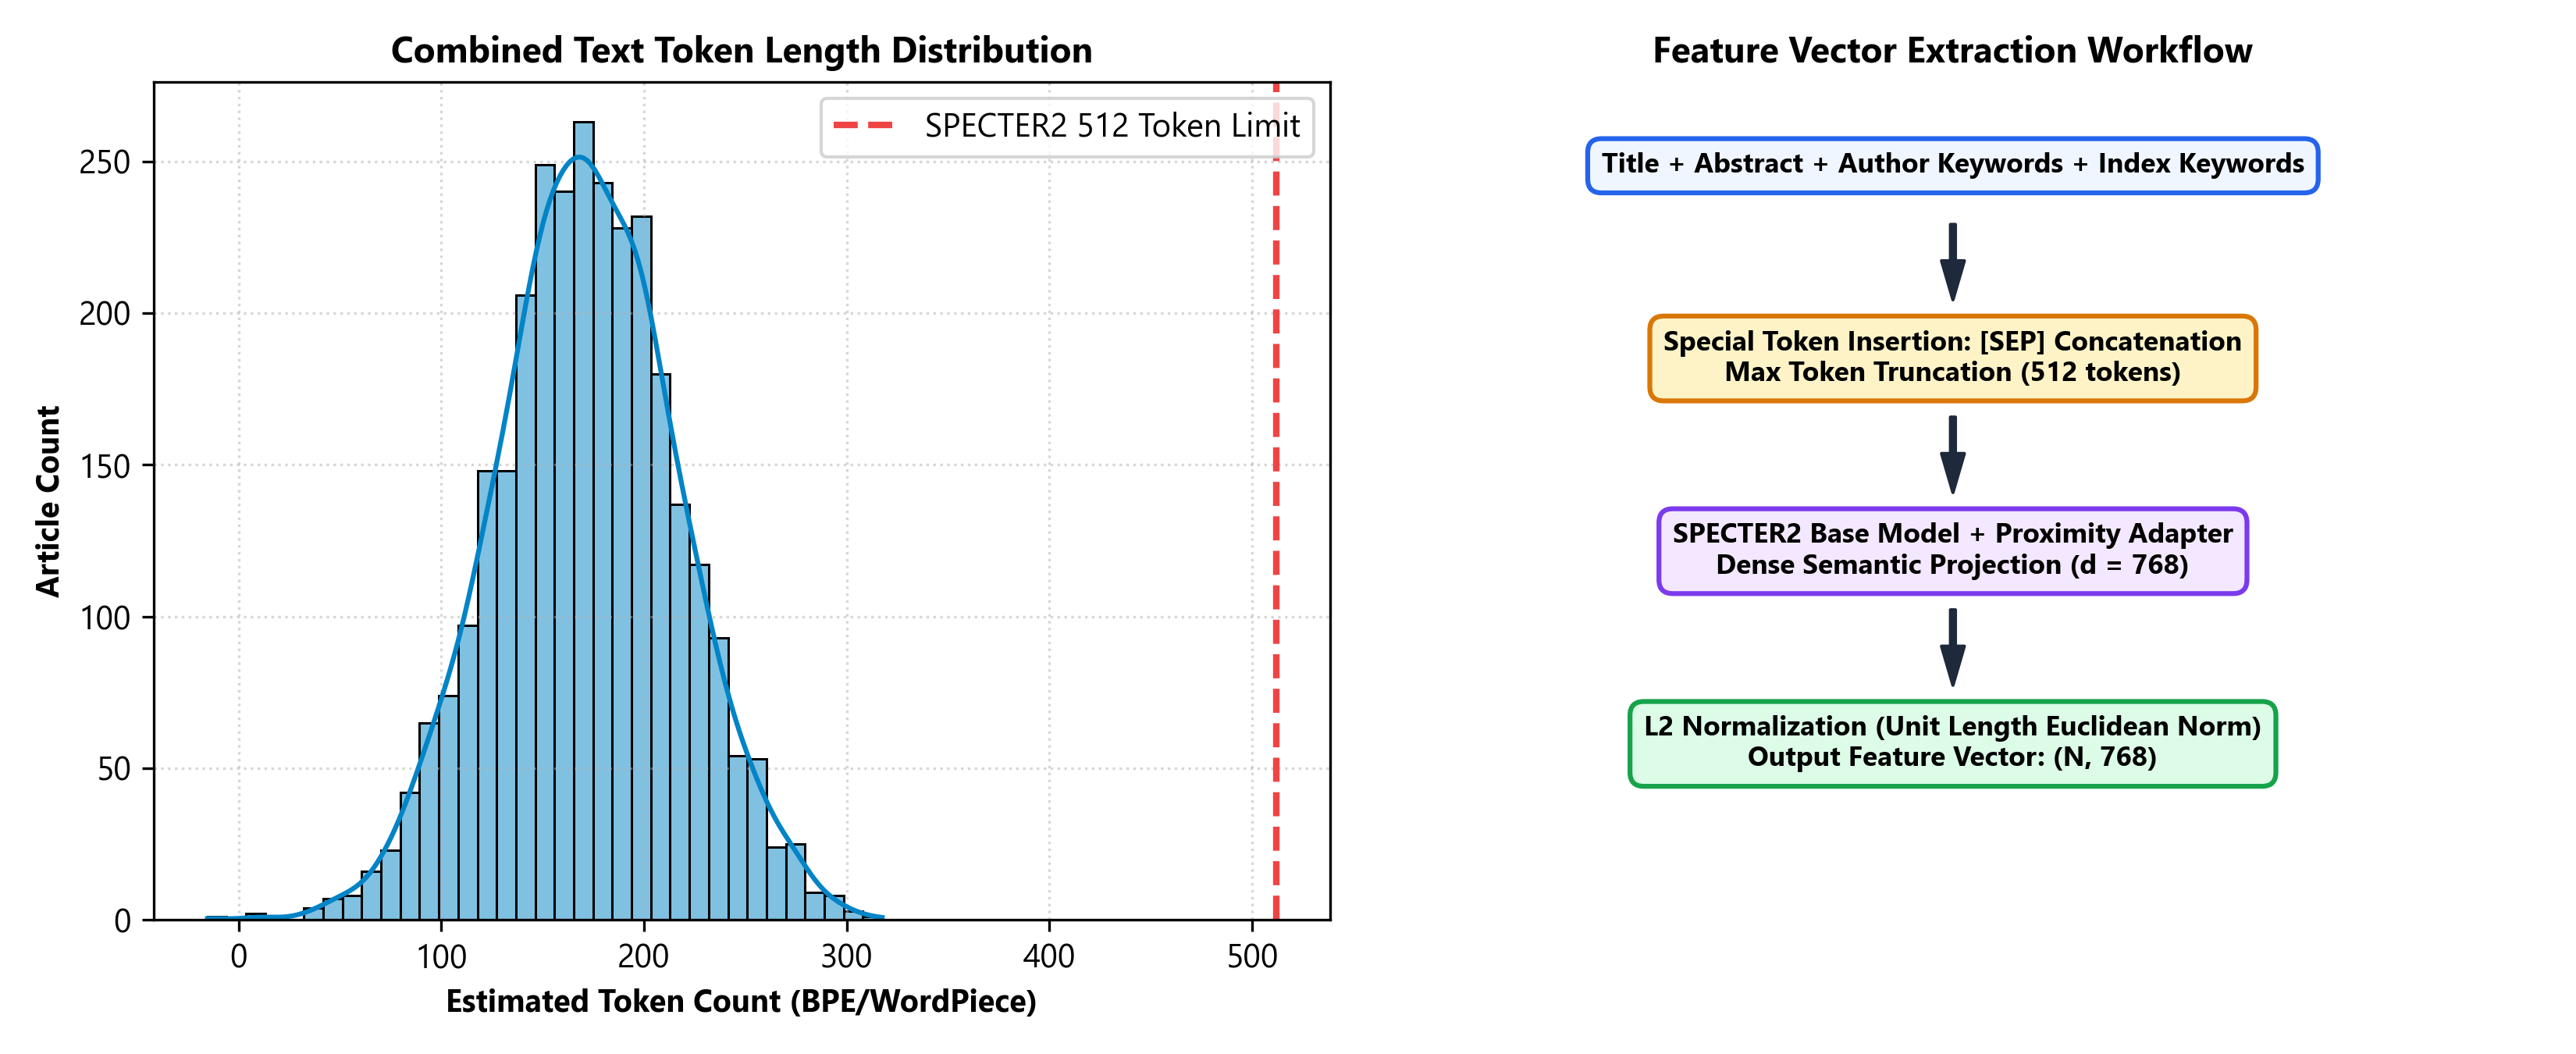 Combined Text Token Length Distribution
SPECTER2 512 Token Limit
250
200
150
100
50
0
Article Count
0 100 200 300 400 500
Estimated Token Count (BPE/WordPiece)
Feature Vector Extraction Workflow
Title + Abstract + Author Keywords + Index Keywords
Special Token Insertion: [SEP] Concatenation
Max Token Truncation (512 tokens)
SPECTER2 Base Model + Proximity Adapter
Dense Semantic Projection (d = 768)
L2 Normalization (Unit Length Euclidean Norm)
Output Feature Vector: (N, 768)